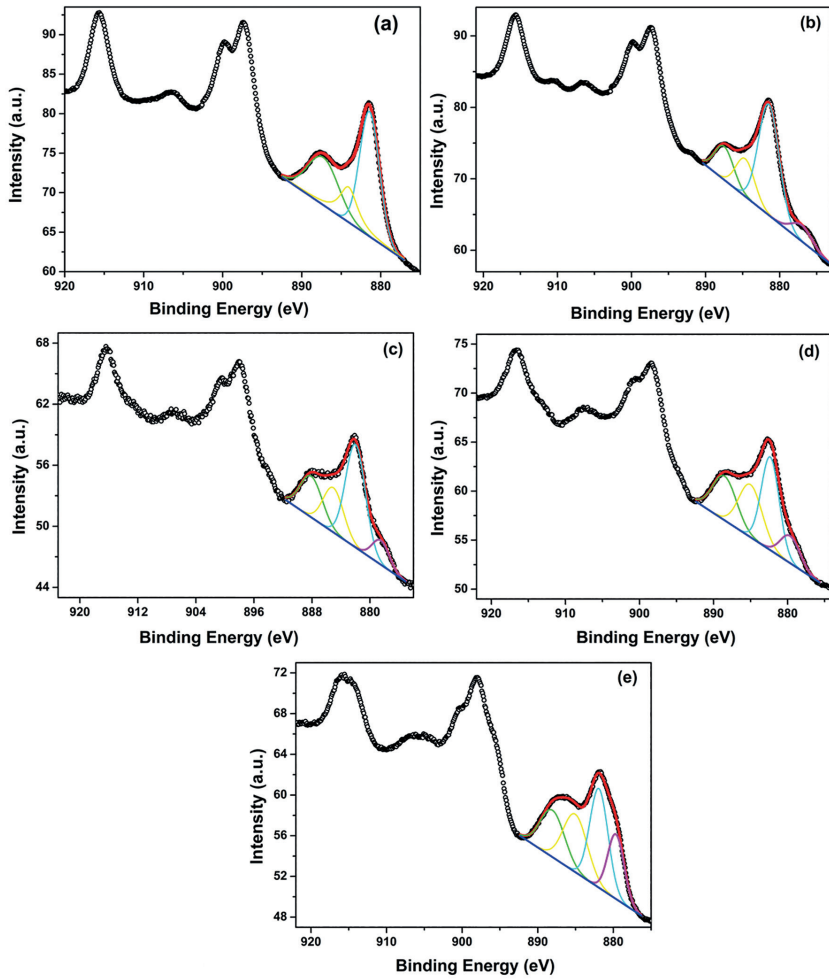 (a)
Intensity (a.u.)
90
85
80
75
70
65
60
920 910 900 890 880
Binding Energy (eV)
(b)
Intensity (a.u.)
90
80
70
60
920 910 900 890 880
Binding Energy (eV)
(c)
Intensity (a.u.)
68
62
56
50
44
916 912 904 896 888 880
Binding Energy (eV)
(d)
Intensity (a.u.)
75
70
65
60
55
50
920 910 900 890 880
Binding Energy (eV)
(e)
Intensity (a.u.)
72
68
64
60
56
52
48
920 910 900 890 880
Binding Energy (eV)